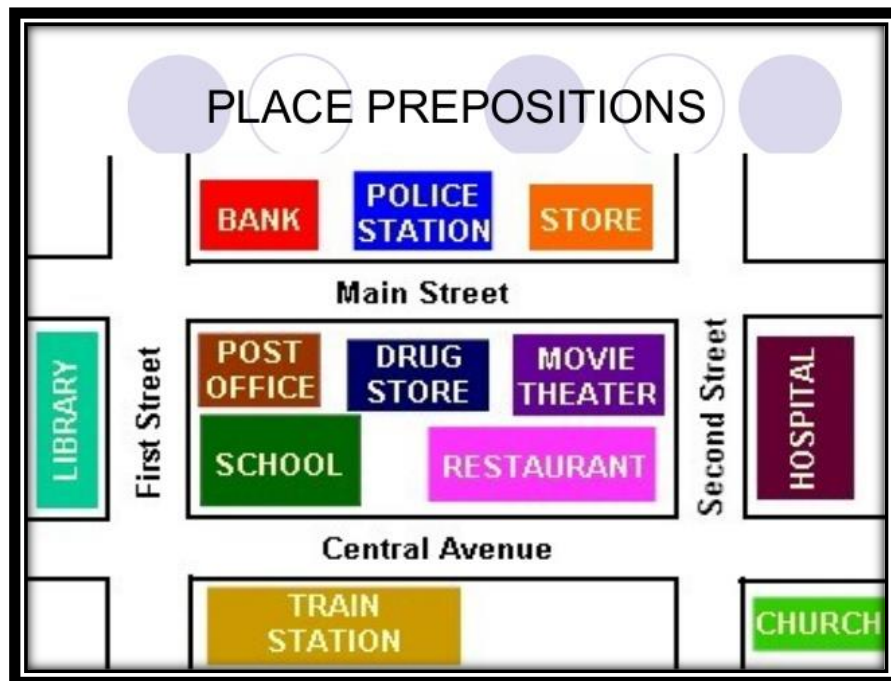 PLACE PREPOSITIONS
BANK
POLICE
STATION
STORE
Main Street
LIBRARY
First Street
POST
OFFICE
DRUG
STORE
MOVIE
THEATER
SCHOOL
RESTAURANT
Second Street
HOSPITAL
Central Avenue
TRAIN
STATION
CHURCH